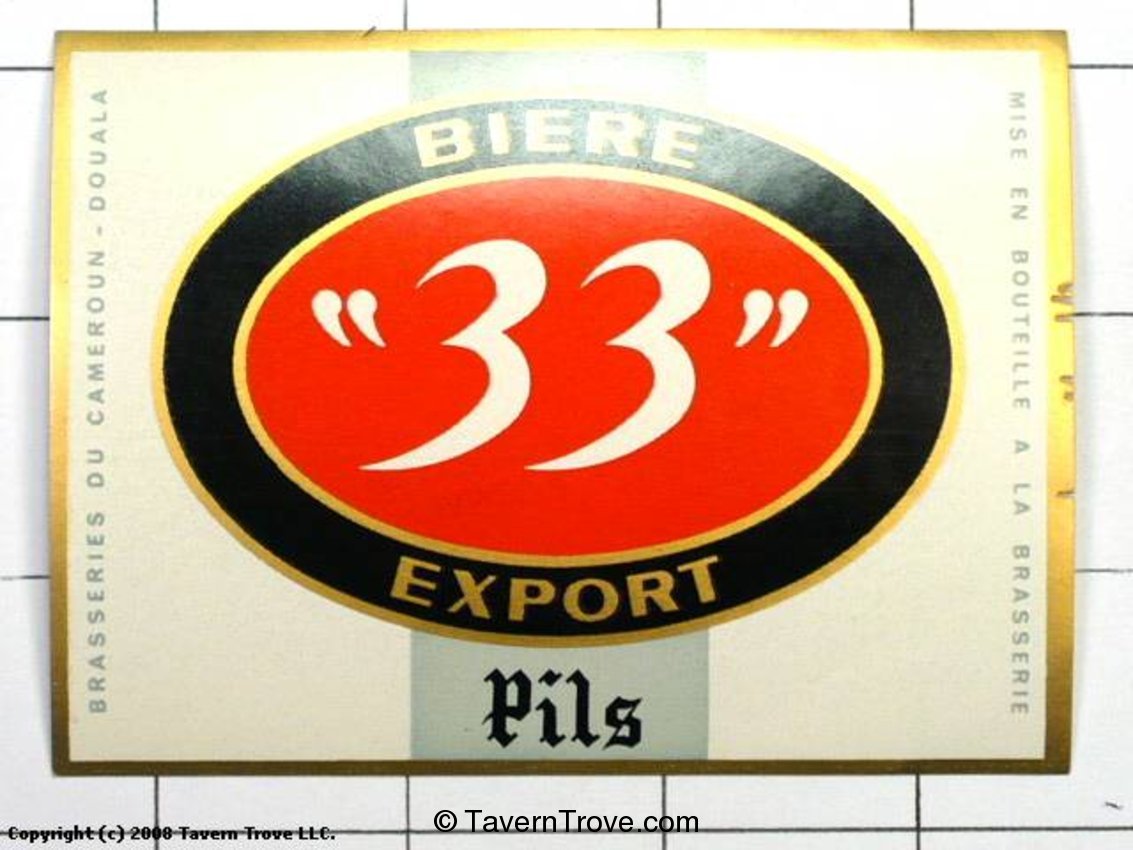 BIERE
“33”
EXPORT
Pils
BRASSERIES DU CAMEROUN - DOUALA
MISE EN BOUTEILLE A LA BRASSERIE
© TavernTrove.com
Copyright (c) 2008 Tavern Trove LLC.